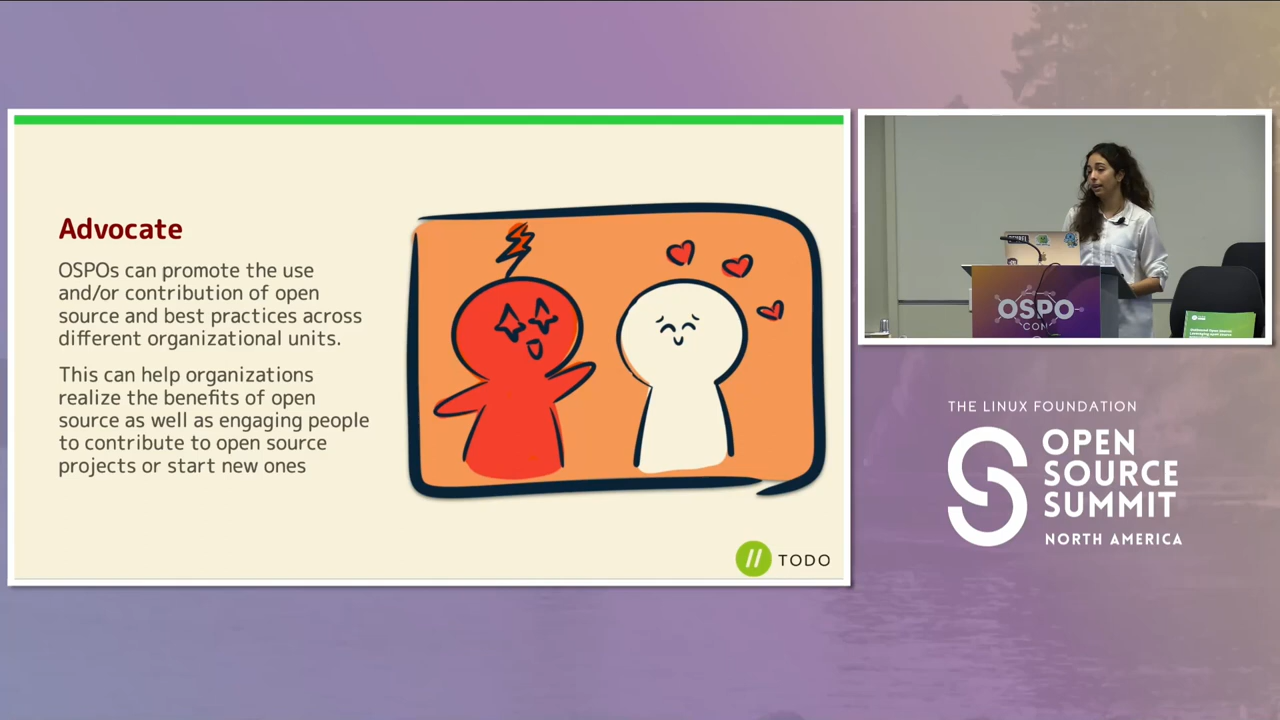 Advocate
OSPOs can promote the use
and/or contribution of open
source and best practices across
different organizational units.
This can help organizations
realize the benefits of open
source as well as engaging people
to contribute to open source
projects or start new ones
// TODO
OSPO
CON
THE LINUX FOUNDATION
OPEN
SOURCE
SUMMIT
NORTH AMERICA